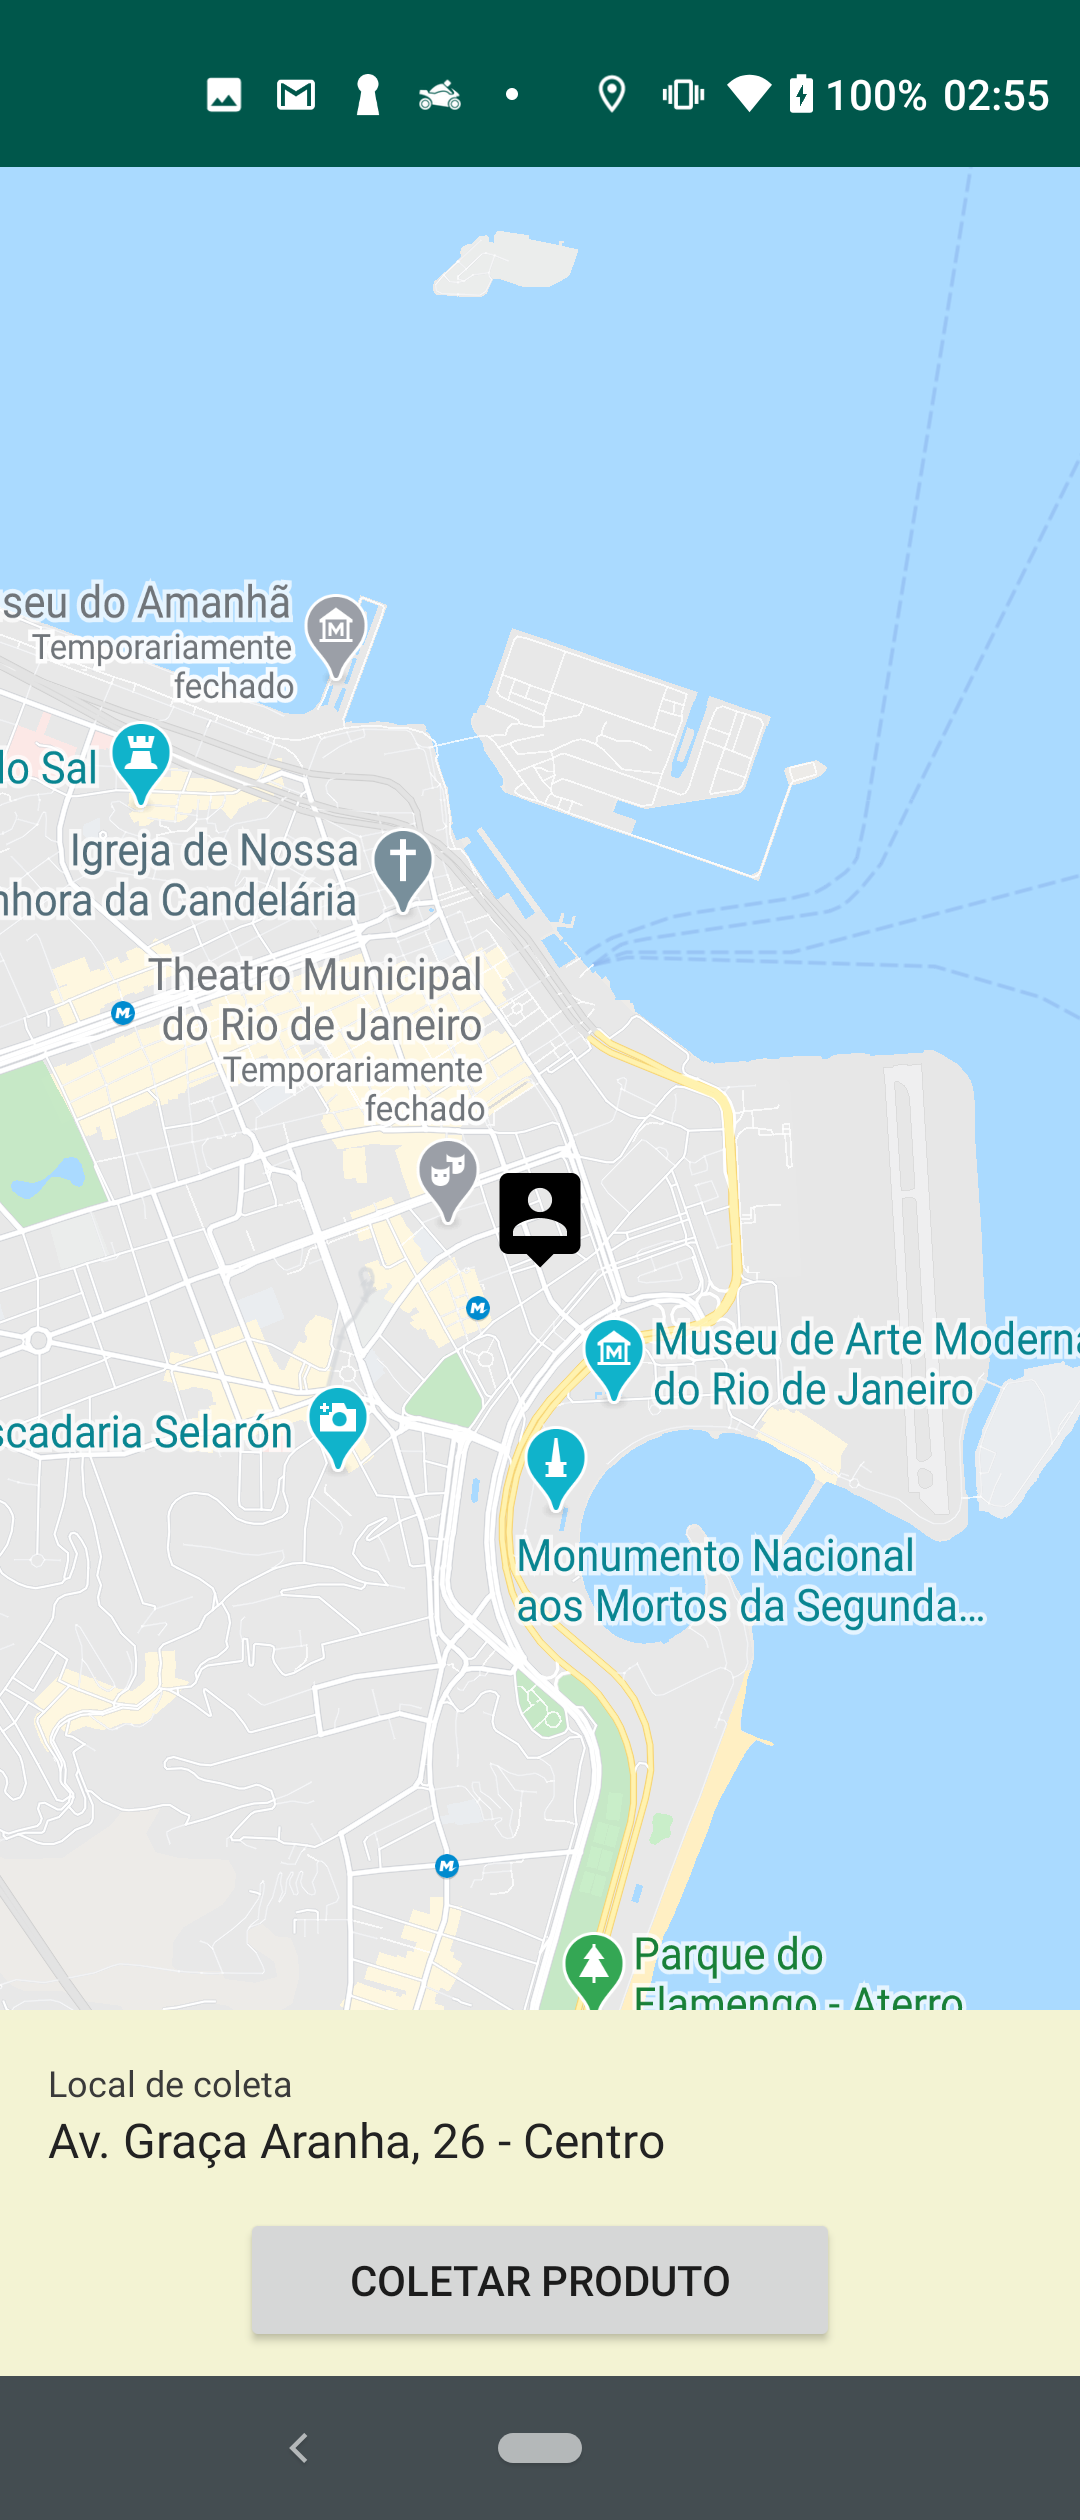 100% 02:55
seu do Amanhã
Temporariamente
fechado
lo Sal
Igreja de Nossa
nhora da Candelária
Theatro Municipal
do Rio de Janeiro
Temporariamente
fechado
Museu de Arte Moderna
do Rio de Janeiro
scadaria Selarón
Monumento Nacional
aos Mortos da Segunda...
Parque do
Flamengo - Aterro
Local de coleta
Av. Graça Aranha, 26 - Centro
COLETAR PRODUTO